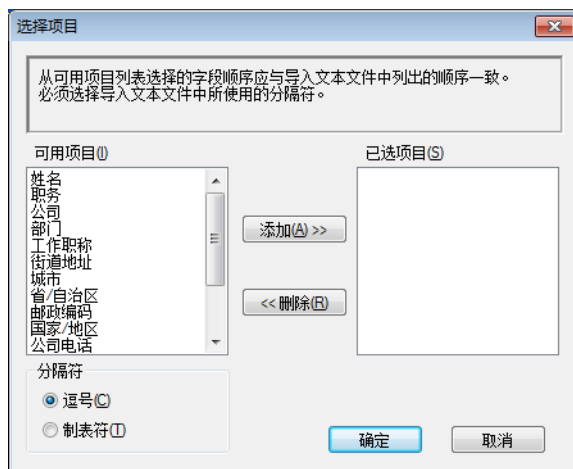 选择项目
从可用项目列表选择的字段顺序应与导入文本文件中列出的顺序一致。
必须选择导入文本文件中所使用的分隔符。
可用项目(I)
已选项目(S)
姓名
职务
公司
部门
工作职称
街道地址
城市
省/自治区
邮政编码
国家/地区
公司电话
添加(A) >>
<< 删除(R)
分隔符
逗号(C)
制表符(T)
确定
取消